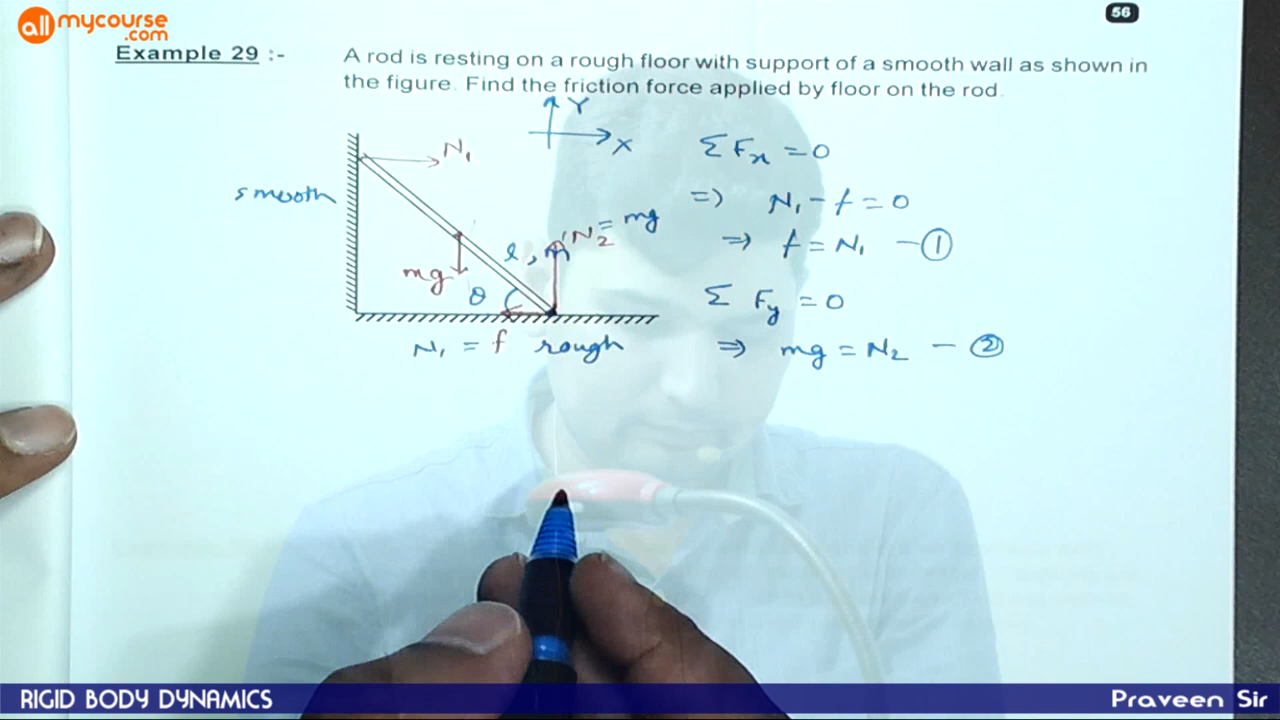 all mycourse.com
56
Example 29 :- A rod is resting on a rough floor with support of a smooth wall as shown in
the figure. Find the friction force applied by floor on the rod.
Y
X
N₁
smooth
ΣFx = 0
⇒ N₁ - f = 0
N₂ = mg
l, m
⇒ f = N₁ — ①
mg
θ
ΣFy = 0
N₁ = f rough
⇒ mg = N₂ — ②
RIGID BODY DYNAMICS
Praveen Sir